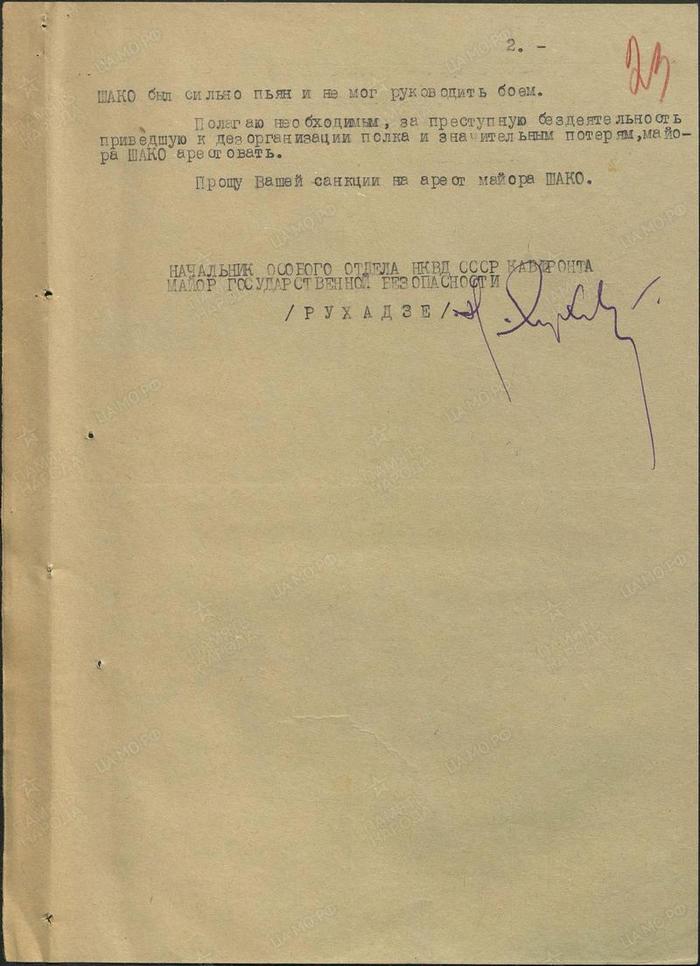 2. -
23
ШАКО был сильно пьян и не мог руководить боем.
Полагаю необходимым, за преступную бездеятельность
приведшую к дезорганизации полка и значительным потерям,майо-
ра ШАКО арестовать.
Прошу Вашей санкции на арест майора ШАКО.
НАЧАЛЬНИК ОСОБОГО ОТДЕЛА НКВД СССР КАВФРОНТА
МАЙОР ГОСУДАРСТВЕННОЙ БЕЗОПАСНОСТИ
/РУХАДЗЕ/